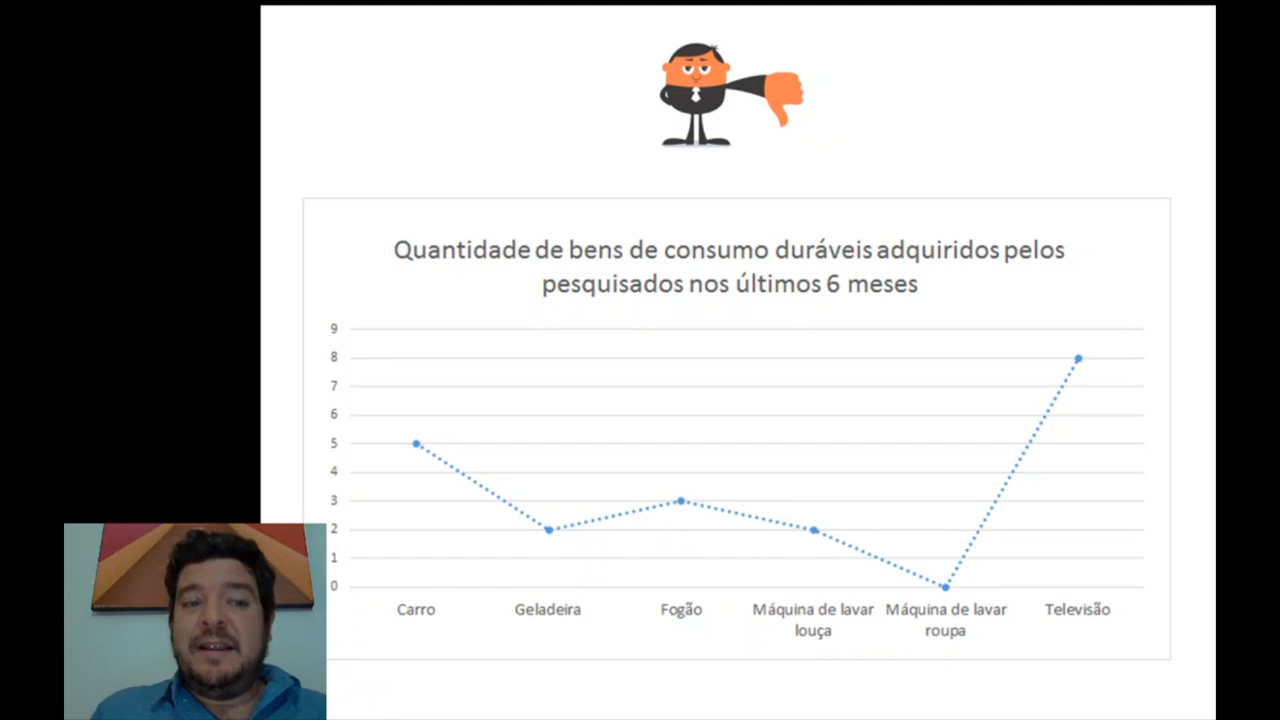 Quantidade de bens de consumo duráveis adquiridos pelos
pesquisados nos últimos 6 meses
9
8
7
6
5
4
3
2
1
0
Carro Geladeira Fogão Máquina de lavar Máquina de lavar Televisão
louça roupa